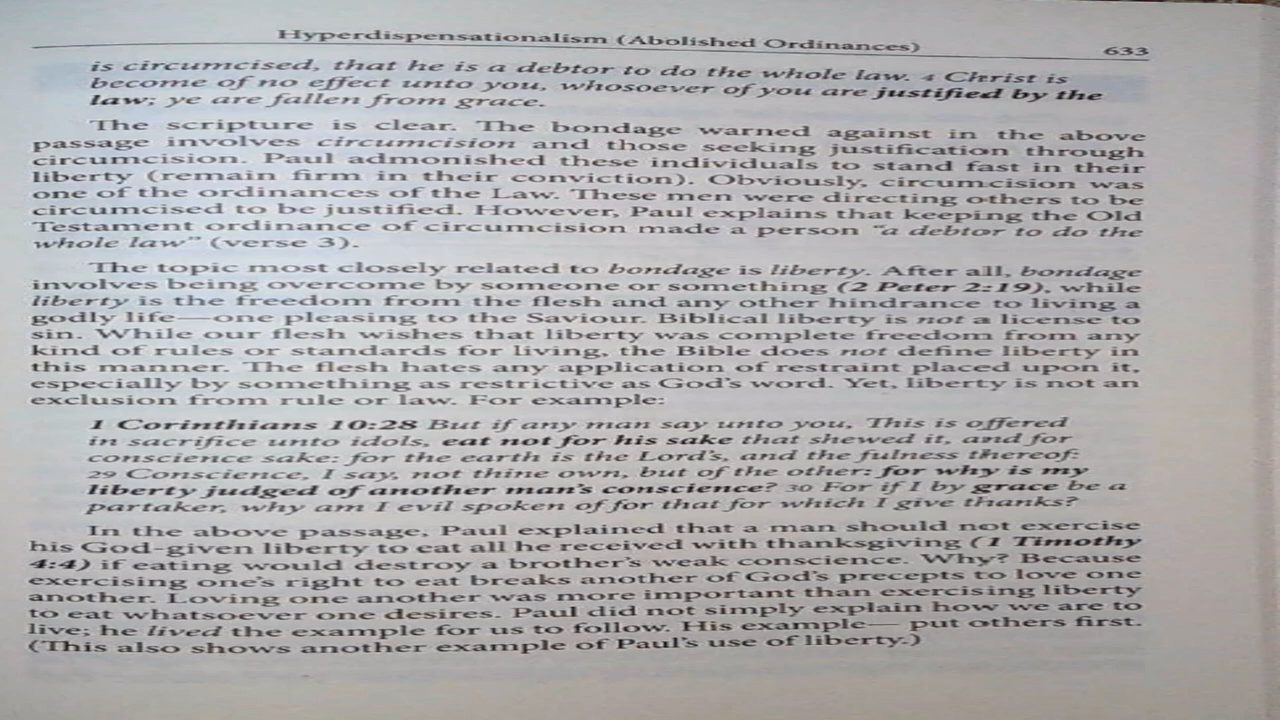 Hyperdispensationalism (Abolished Ordinances) 633
is circumcised, that he is a debtor to do the whole law. 4 Christ is
become of no effect unto you, whosoever of you are justified by the
law; ye are fallen from grace.
The scripture is clear. The bondage warned against in the above
passage involves circumcision and those seeking justification through
circumcision. Paul admonished these individuals to stand fast in their
liberty (remain firm in their conviction). Obviously, circumcision was
one of the ordinances of the Law. These men were directing others to be
circumcised to be justified. However, Paul explains that keeping the Old
Testament ordinance of circumcision made a person "a debtor to do the
whole law" (verse 3).
The topic most closely related to bondage is liberty. After all, bondage
involves being overcome by someone or something (2 Peter 2:19), while
liberty is the freedom from the flesh and any other hindrance to living a
godly life—one pleasing to the Saviour. Biblical liberty is not a license to
sin. While our flesh wishes that liberty was complete freedom from any
kind of rules or standards for living, the Bible does not define liberty in
this manner. The flesh hates any application of restraint placed upon it,
especially by something as restrictive as God's word. Yet, liberty is not an
exclusion from rule or law. For example:
1 Corinthians 10:28 But if any man say unto you, This is offered
in sacrifice unto idols, eat not for his sake that shewed it, and for
conscience sake: for the earth is the Lord's, and the fulness thereof:
29 Conscience, I say, not thine own, but of the other: for why is my
liberty judged of another man's conscience? 30 For if I by grace be a
partaker, why am I evil spoken of for that for which I give thanks?
In the above passage, Paul explained that a man should not exercise
his God-given liberty to eat all he received with thanksgiving (1 Timothy
4:4) if eating would destroy a brother's weak conscience. Why? Because
exercising one's right to eat breaks another of God's precepts to love one
another. Loving one another was more important than exercising liberty
to eat whatsoever one desires. Paul did not simply explain how we are to
live; he lived the example for us to follow. His example— put others first.
(This also shows another example of Paul's use of liberty.)